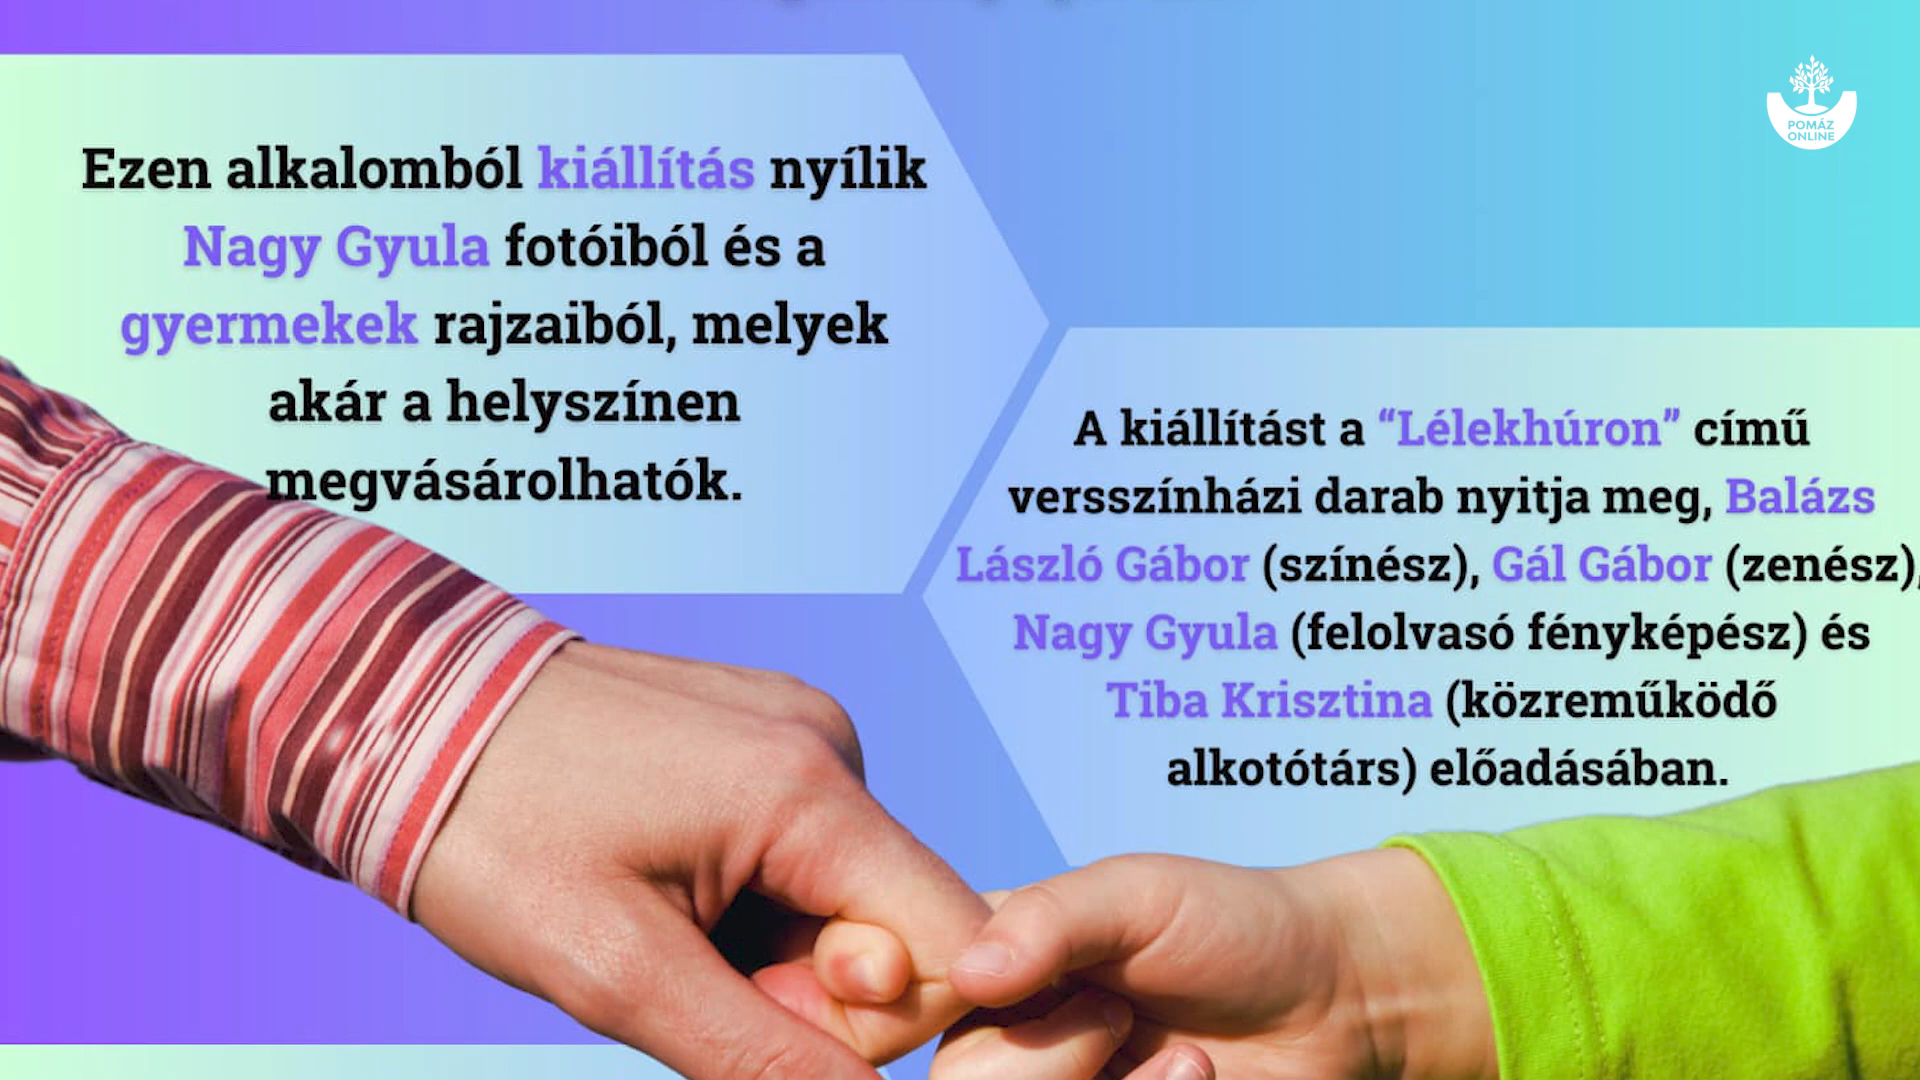 Ezen alkalomból kiállítás nyílik
Nagy Gyula fotóiból és a
gyermekek rajzaiból, melyek
akár a helyszínen
megvásárolhatók.
A kiállítást a “Lélekhúron” című
versszínházi darab nyitja meg, Balázs
László Gábor (színész), Gál Gábor (zenész),
Nagy Gyula (felolvasó fényképész) és
Tiba Krisztina (közreműködő
alkotótárs) előadásában.
POMÁZ
ONLINE